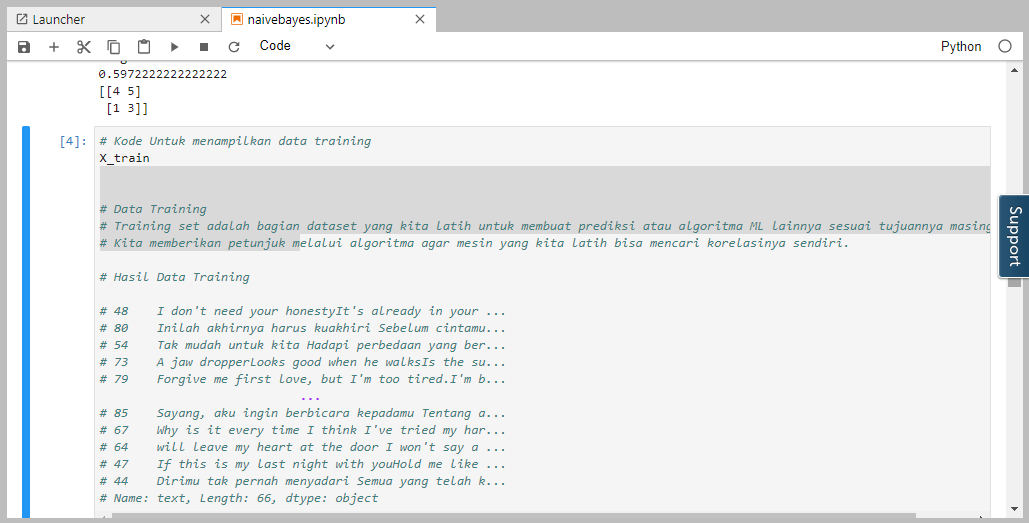 Launcher
naivebayes.ipynb
Code
Python
0.5972222222222222
[[4 5]
[1 3]]
[4]:
# Kode Untuk menampilkan data training
X_train
# Data Training
# Training set adalah bagian dataset yang kita latih untuk membuat prediksi atau algoritma ML lainnya sesuai tujuannya masing
# Kita memberikan petunjuk melalui algoritma agar mesin yang kita latih bisa mencari korelasinya sendiri.
# Hasil Data Training
# 48 I don't need your honestyIt's already in your ...
# 80 Inilah akhirnya harus kuakhiri Sebelum cintamu...
# 54 Tak mudah untuk kita Hadapi perbedaan yang ber...
# 73 A jaw dropperLooks good when he walksIs the su...
# 79 Forgive me first love, but I'm too tired.I'm b...
...
# 85 Sayang, aku ingin berbicara kepadamu Tentang a...
# 67 Why is it every time I think I've tried my har...
# 64 will leave my heart at the door I won't say a ...
# 47 If this is my last night with youHold me like ...
# 44 Dirimu tak pernah menyadari Semua yang telah k...
# Name: text, Length: 66, dtype: object
Support